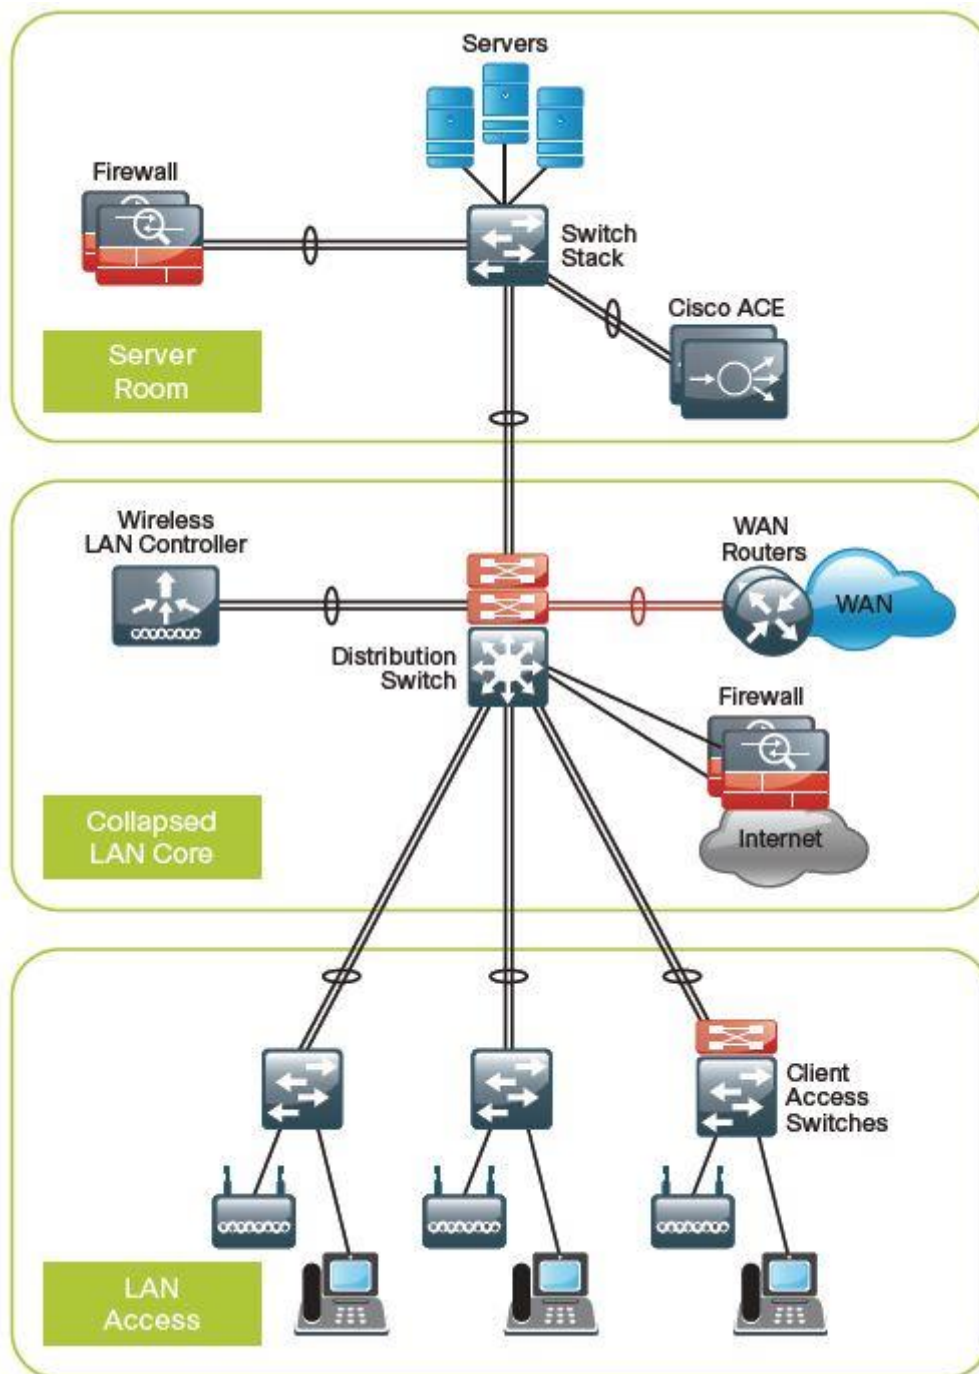 Servers
Firewall
Switch
Stack
Cisco ACE
Server
Room
Wireless
LAN Controller
WAN
Routers
WAN
Distribution
Switch
Firewall
Internet
Collapsed
LAN Core
Client
Access
Switches
LAN
Access